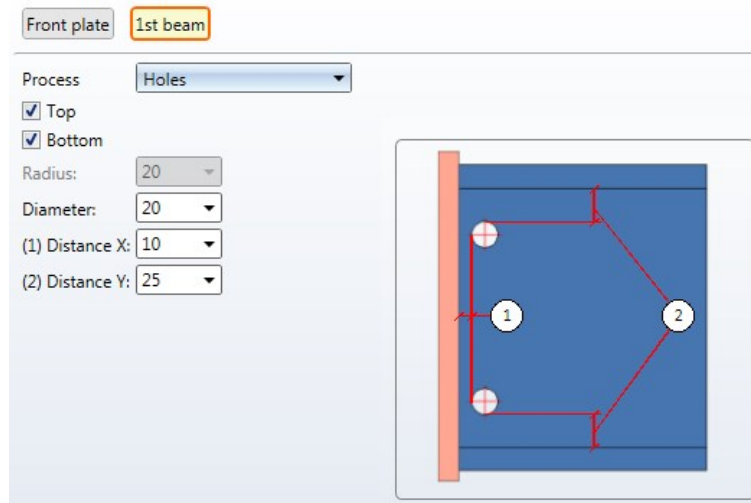 Front plate 1st beam
Process Holes
Top
Bottom
Radius: 20
Diameter: 20
(1) Distance X: 10
(2) Distance Y: 25
1 2